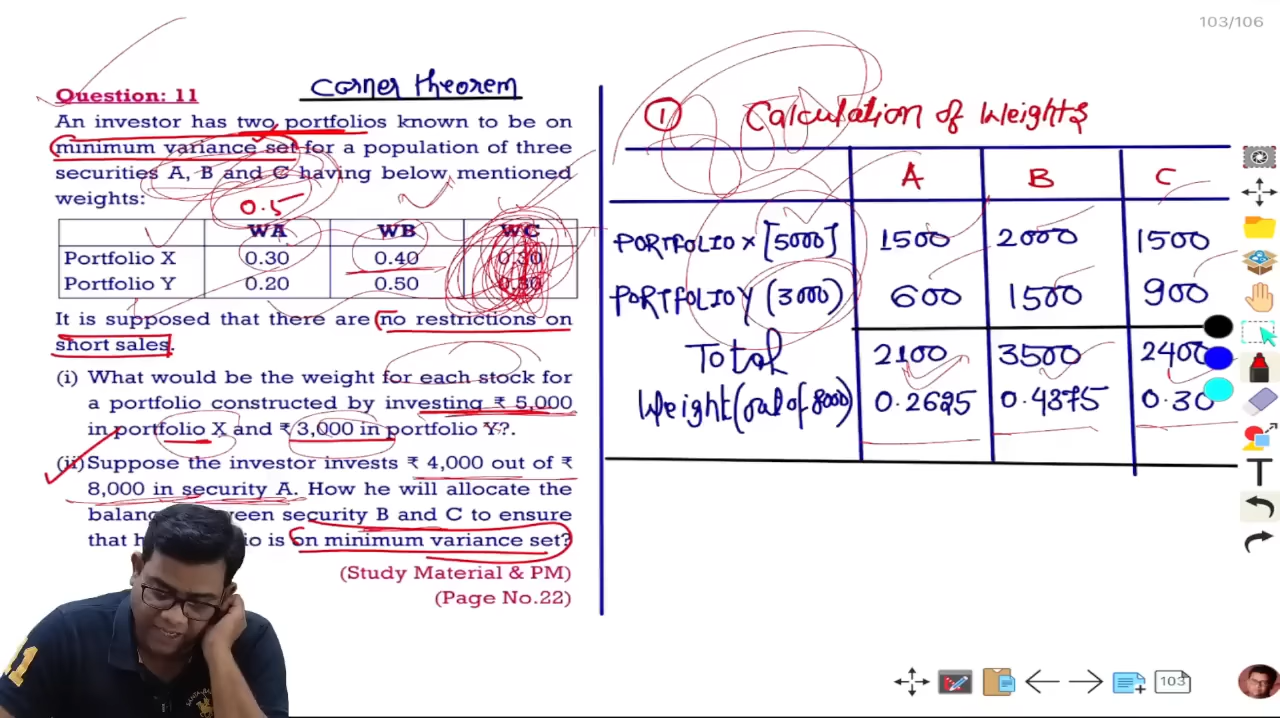 103/106
Corner theorem
Question: 11
An investor has two portfolios known to be on
minimum variance set for a population of three
securities A, B and C having below mentioned
weights:
0.5
WA WB WC
Portfolio X 0.30 0.40 0.30
Portfolio Y 0.20 0.50 0.30
It is supposed that there are no restrictions on
short sales.
(i) What would be the weight for each stock for
a portfolio constructed by investing ₹ 5,000
in portfolio X and ₹ 3,000 in portfolio Y?.
(ii) Suppose the investor invests ₹ 4,000 out of ₹
8,000 in security A. How he will allocate the
balance between security B and C to ensure
that io is on minimum variance set?
(Study Material & PM)
(Page No.22)
① Calculation of Weights
A B C
PORTFOLIO X [5000] 1500 2000 1500
PORTFOLIO Y (3000) 600 1500 900
Total 2100 3500 2400
Weight (out of 8000) 0.2625 0.4375 0.30
T
103